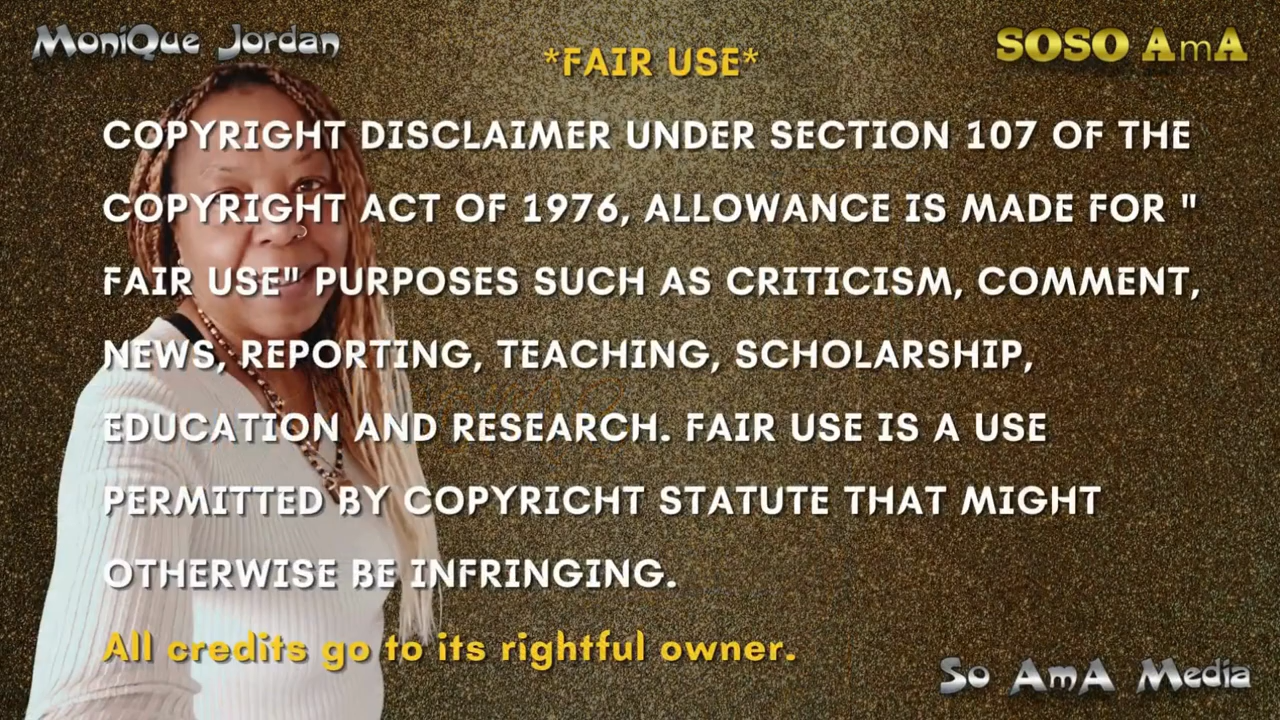 MoniQue Jordan
SOSO AmA
*FAIR USE*
COPYRIGHT DISCLAIMER UNDER SECTION 107 OF THE
COPYRIGHT ACT OF 1976, ALLOWANCE IS MADE FOR "
FAIR USE" PURPOSES SUCH AS CRITICISM, COMMENT,
NEWS, REPORTING, TEACHING, SCHOLARSHIP,
EDUCATION AND RESEARCH. FAIR USE IS A USE
PERMITTED BY COPYRICHT STATUTE THAT MIGHT
OTHERWISE BE INFRINGING.
All credits go to its rightful owner.
So AmA Media